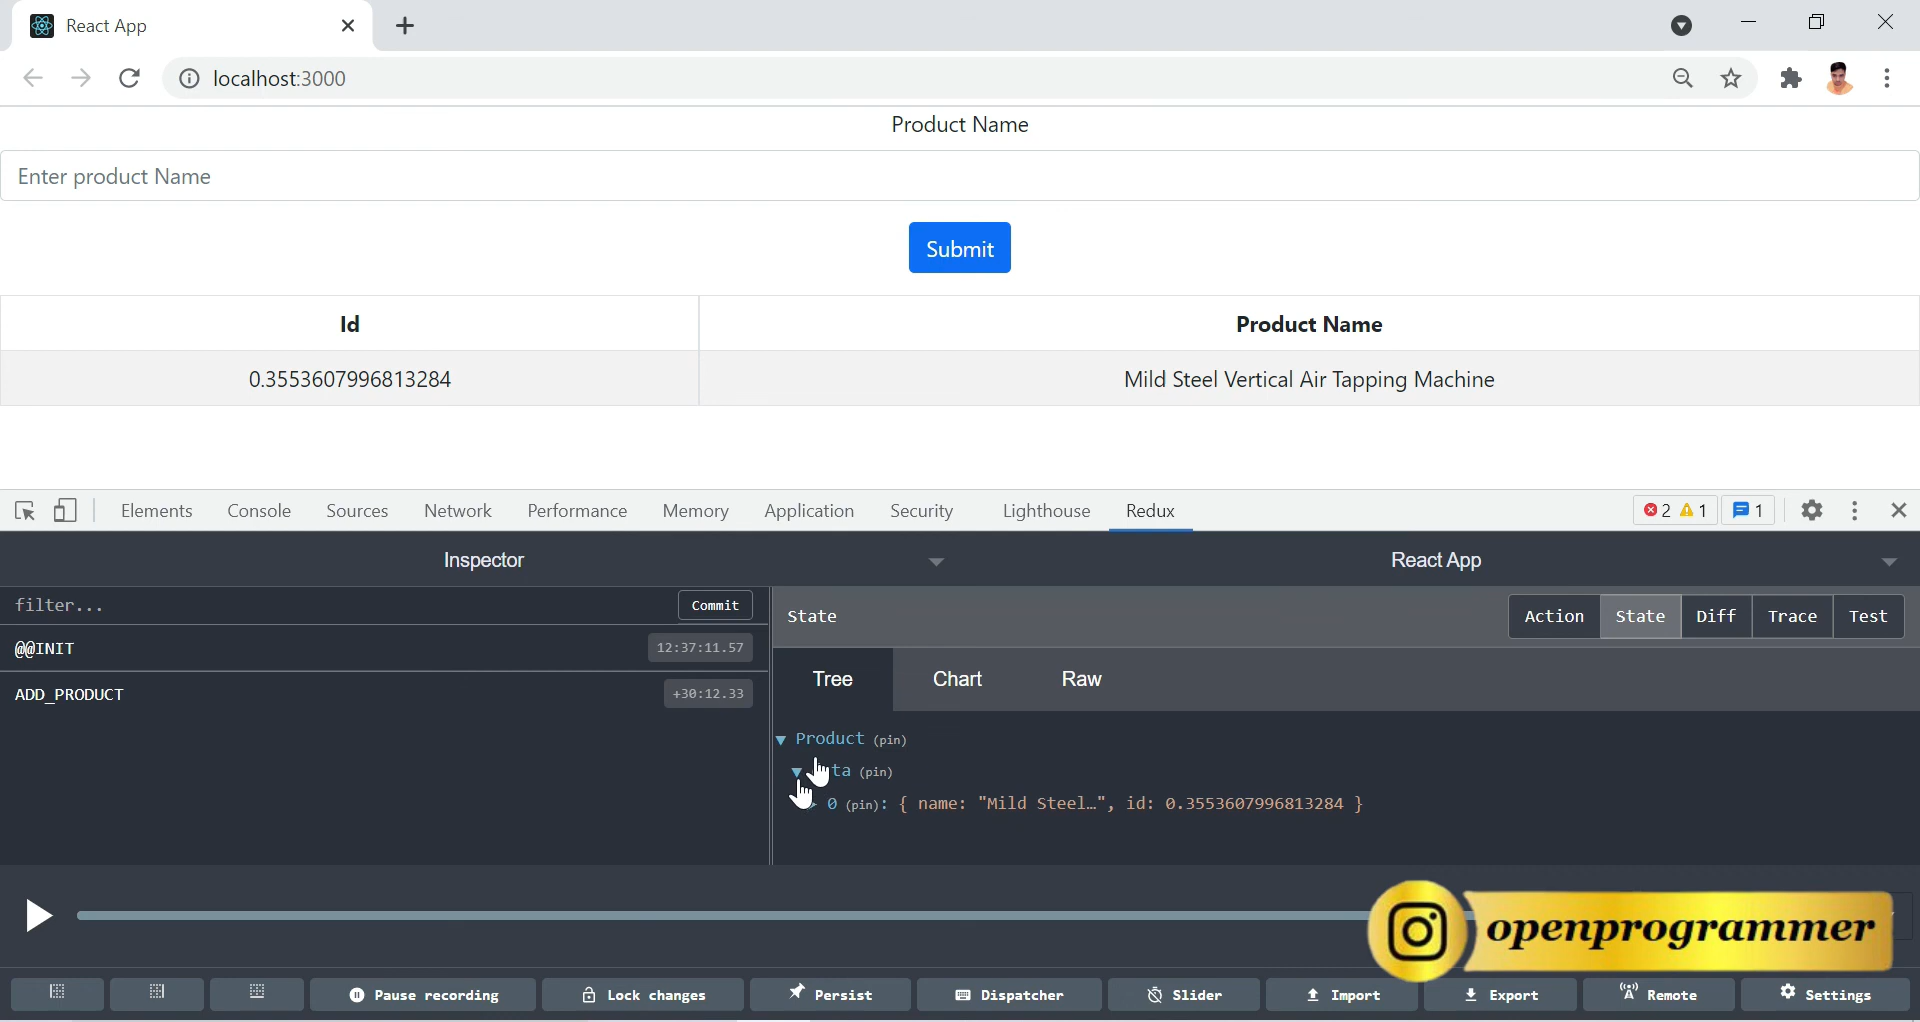 React App
localhost:3000
Product Name
Enter product Name
Submit
Id Product Name
0.3553607996813284 Mild Steel Vertical Air Tapping Machine
Elements Console Sources Network Performance Memory Application Security Lighthouse Redux 2 1 1
Inspector React App
filter... Commit
@@INIT 12:37:11.57
ADD_PRODUCT +30:12.33
State Action State Diff Trace Test
Tree Chart Raw
Product (pin)
ta (pin)
0 (pin): { name: "Mild Steel…", id: 0.3553607996813284 }
openprogrammer
Pause recording Lock changes Persist Dispatcher Slider Import Export Remote Settings